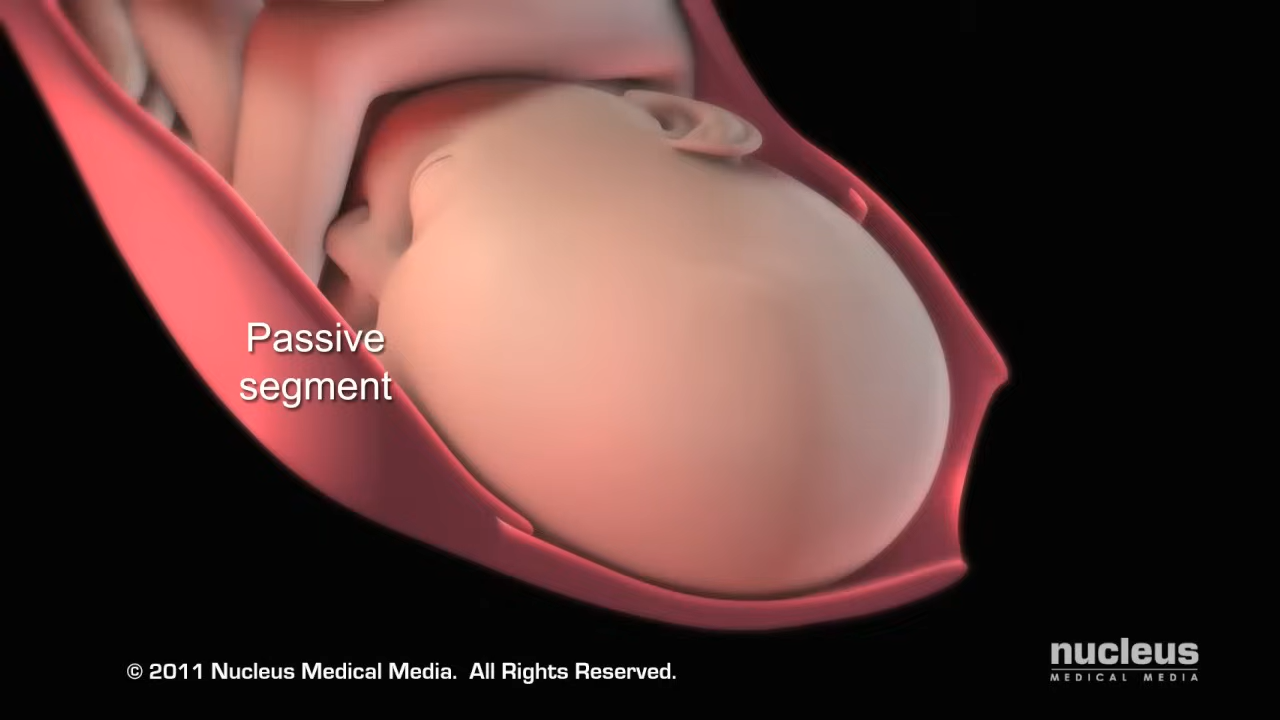 Passive
segment
© 2011 Nucleus Medical Media.  All Rights Reserved.
nucleus
MEDICAL MEDIA